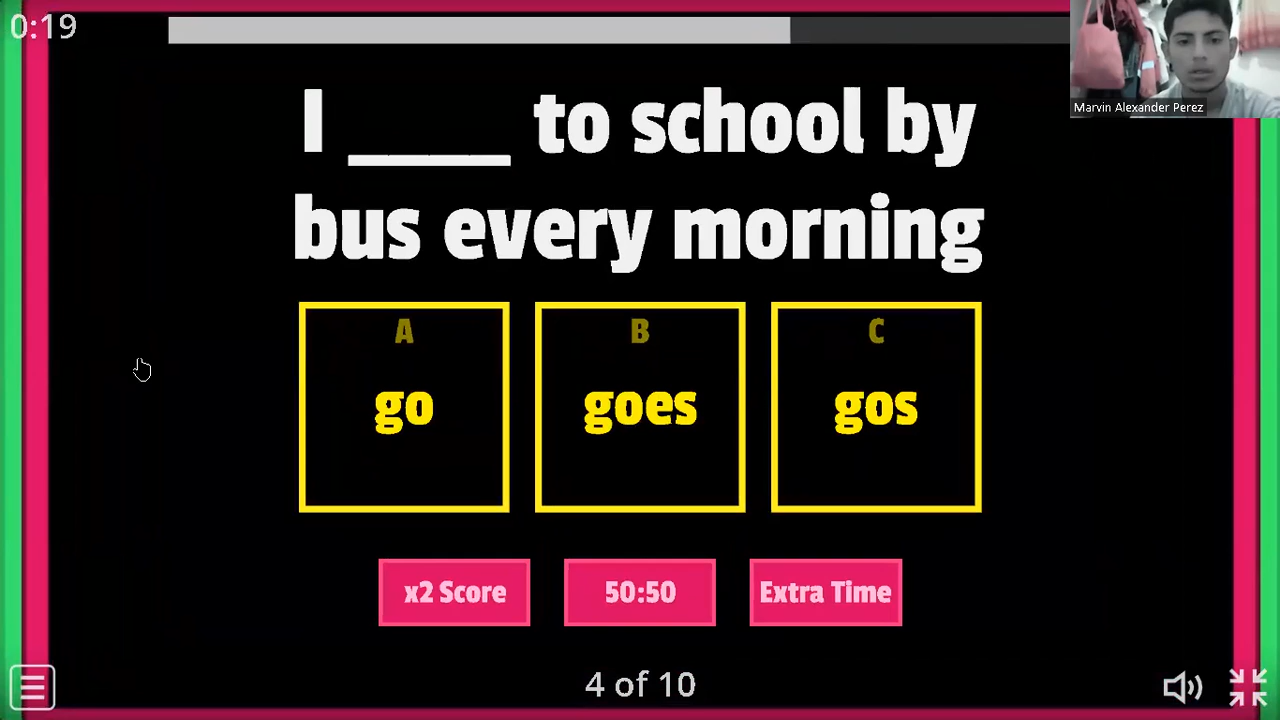 0:19
Marvin Alexander Perez
I ____ to school by
bus every morning
A
go
B
goes
C
gos
x2 Score
50:50
Extra Time
4 of 10